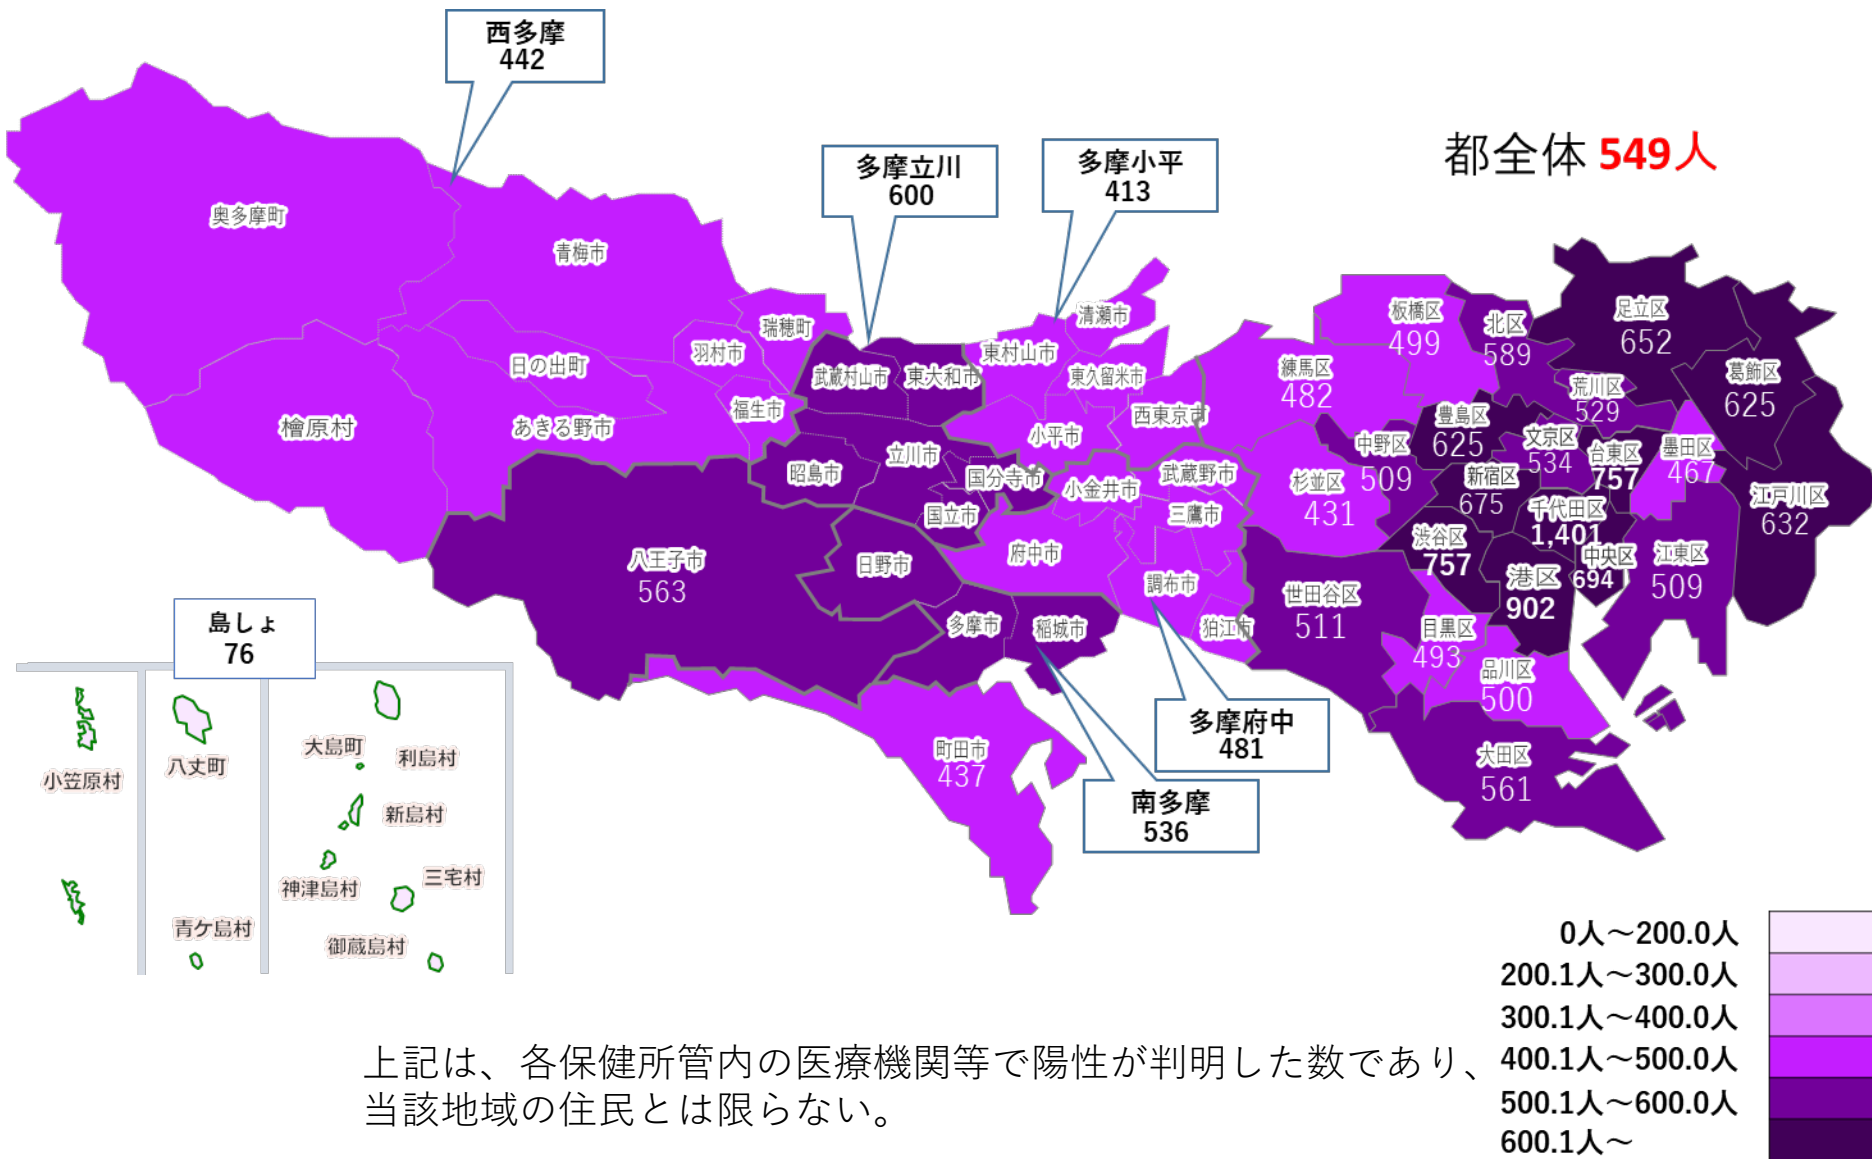 西多摩
442
多摩立川
600
多摩小平
413
都全体 549人
奥多摩町
青梅市
瑞穂町
羽村市
日の出町
福生市
あきる野市
檜原村
武蔵村山市
東大和市
東村山市
清瀬市
東久留米市
西東京市
小平市
立川市
昭島市
国分寺市
国立市
小金井市
武蔵野市
三鷹市
府中市
調布市
狛江市
八王子市
563
日野市
多摩市
稲城市
町田市
437
多摩府中
481
南多摩
536
板橋区
499
北区
589
足立区
652
葛飾区
625
練馬区
482
荒川区
529
豊島区
625
文京区
534
台東区
757
墨田区
467
中野区
509
杉並区
431
新宿区
675
千代田区
1,401
江戸川区
632
渋谷区
757
中央区
694
江東区
509
港区
902
世田谷区
511
目黒区
493
品川区
500
大田区
561
島しょ
76
小笠原村
八丈町
青ケ島村
大島町
利島村
新島村
神津島村
三宅村
御蔵島村
0人～200.0人
200.1人～300.0人
300.1人～400.0人
400.1人～500.0人
500.1人～600.0人
600.1人～
上記は、各保健所管内の医療機関等で陽性が判明した数であり、
当該地域の住民とは限らない。